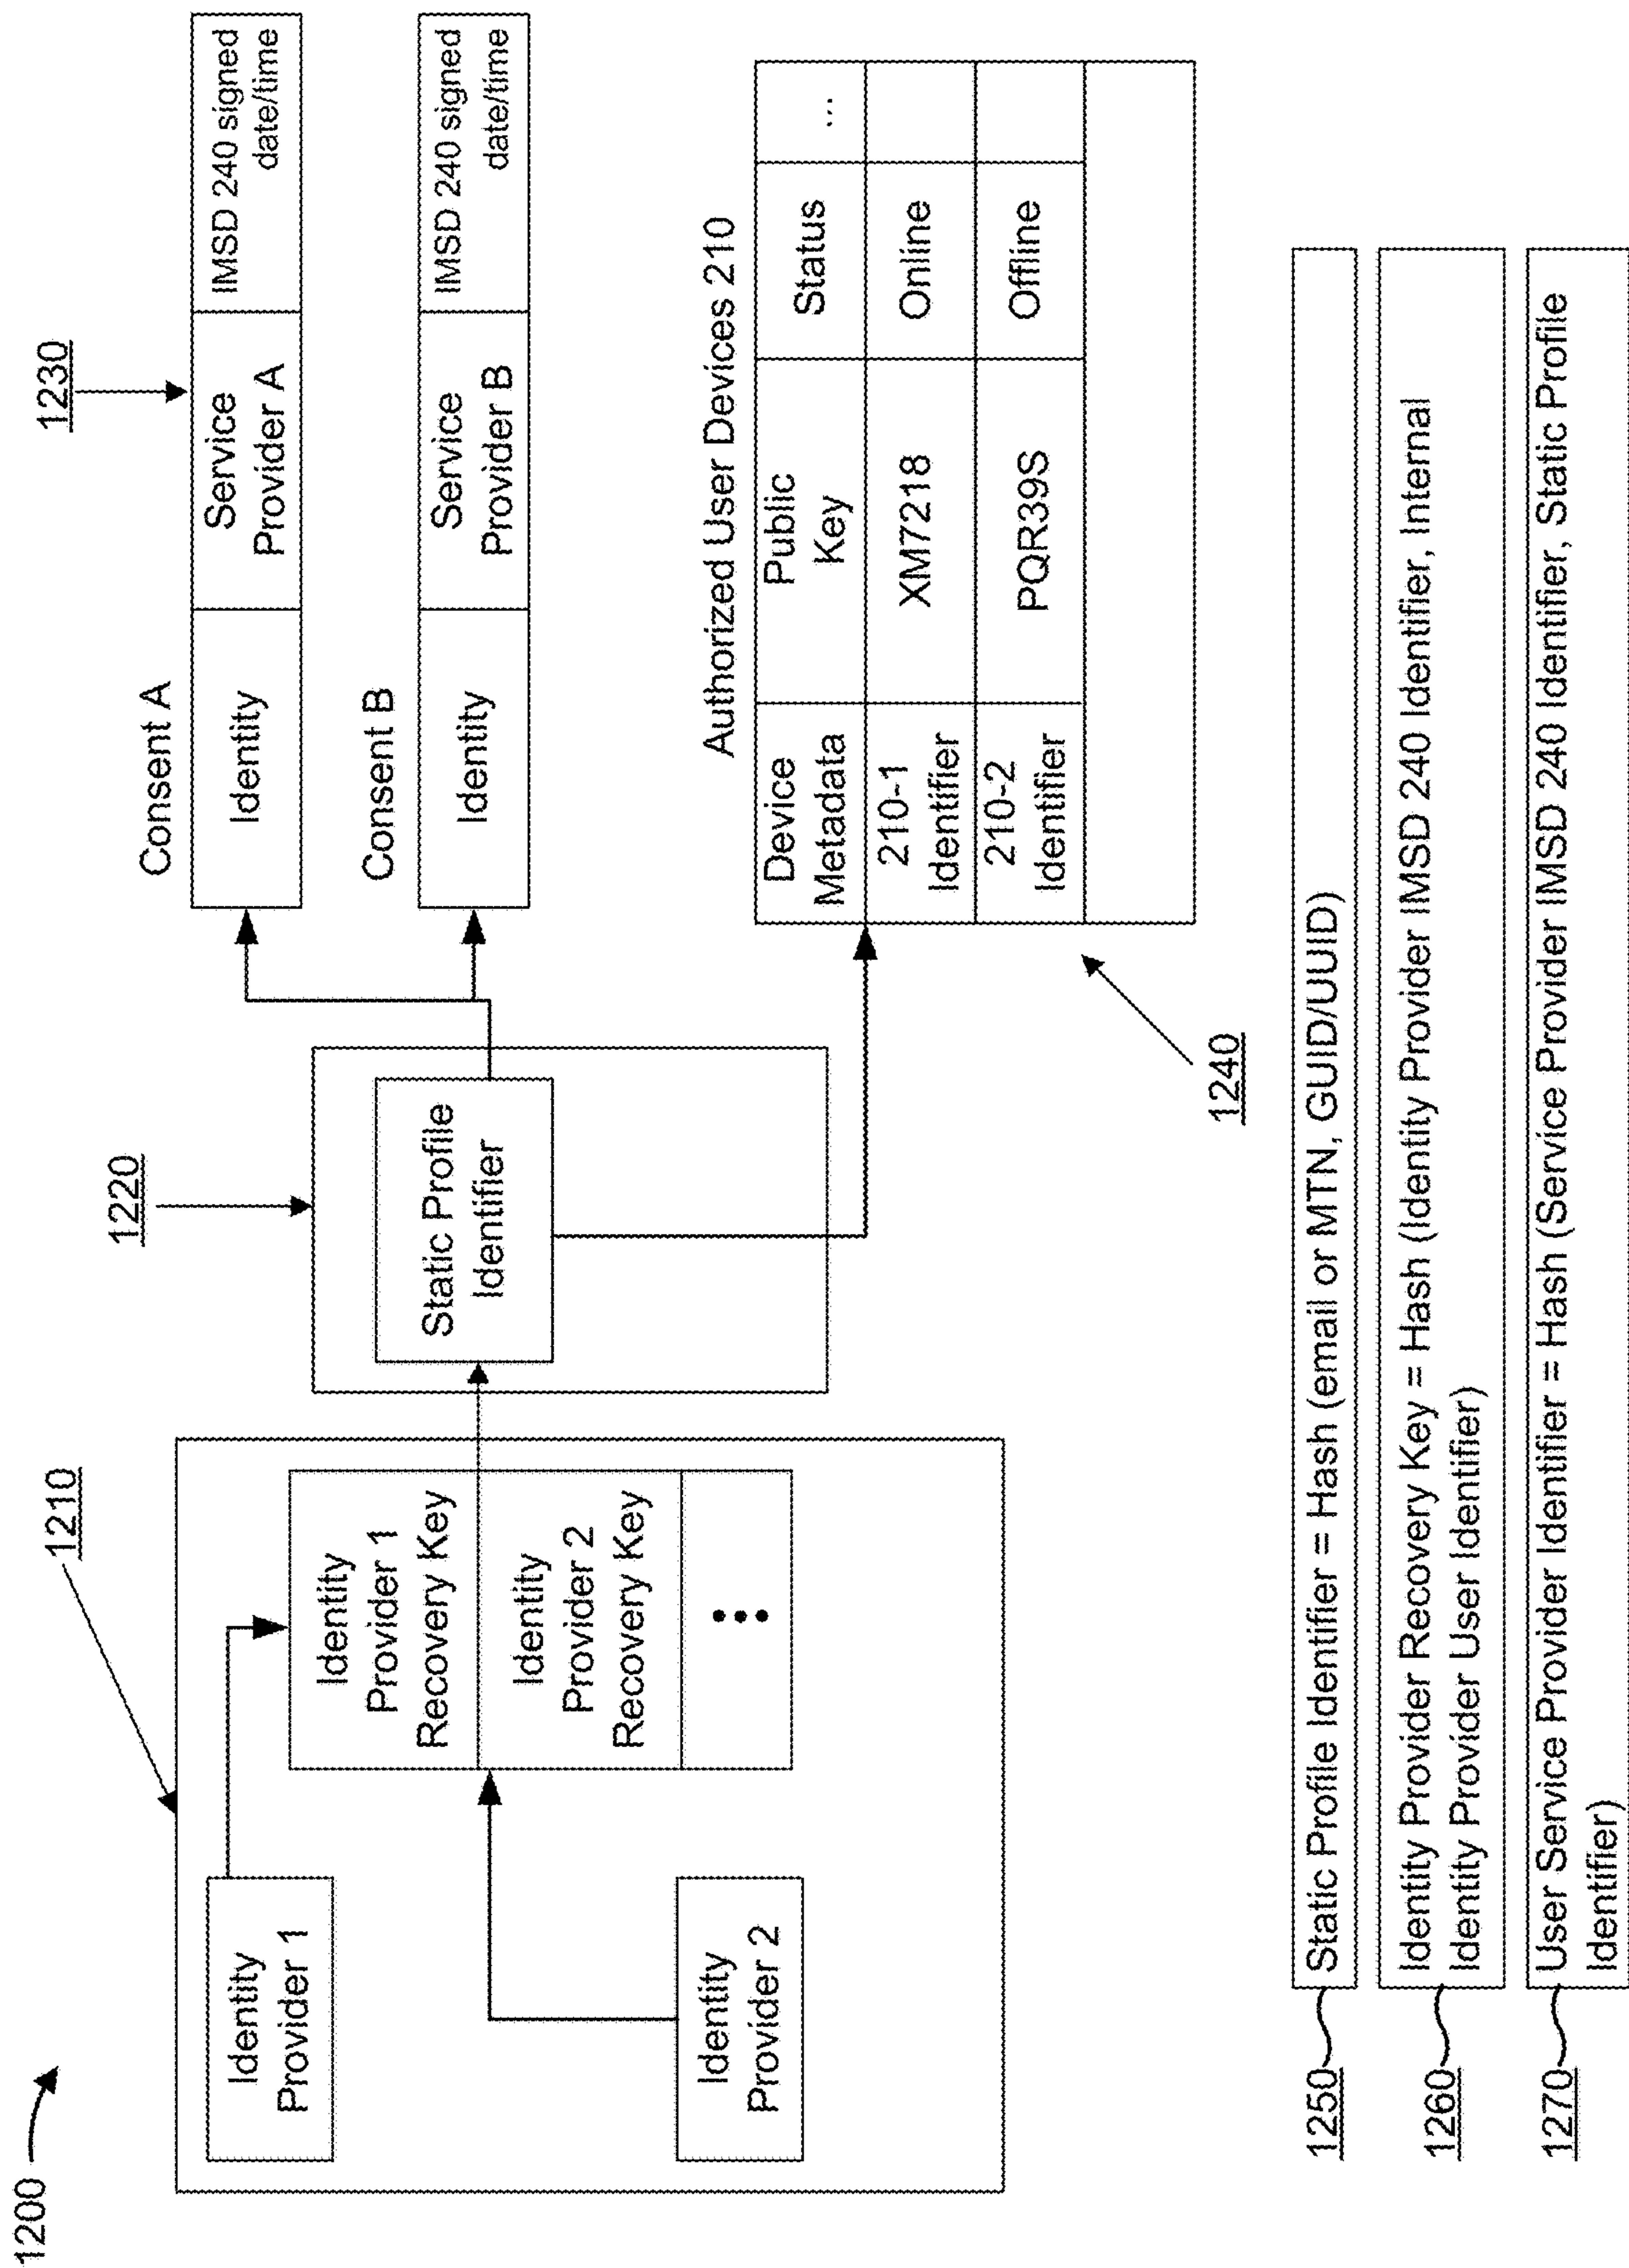 1200
1210
Identity
Provider 1
Identity
Provider 2
Identity
Provider 1
Recovery Key
Identity
Provider 2
Recovery Key
•••
1220
Static Profile
Identifier
1230
Consent A
Identity
Service
Provider A
IMSD 240 signed
date/time
Consent B
Identity
Service
Provider B
IMSD 240 signed
date/time
Authorized User Devices 210
Device
Metadata
Public
Key
Status
...
210-1
Identifier
XM7218
Online
210-2
Identifier
PQR39S
Offline
1240
1250
Static Profile Identifier = Hash (email or MTN, GUID/UUID)
1260
Identity Provider Recovery Key = Hash (Identity Provider IMSD 240 Identifier, Internal
Identity Provider User Identifier)
1270
User Service Provider Identifier = Hash (Service Provider IMSD 240 Identifier, Static Profile
Identifier)